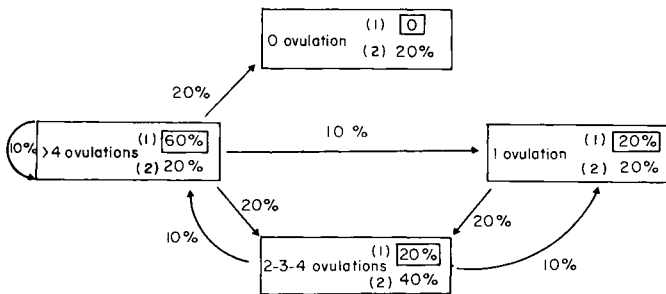 (1) 0
0 ovulation
(2) 20%
20%
10% >4 ovulations (1) 60%
(2) 20%
10 %
1 ovulation (1) 20%
(2) 20%
20%
10%
20%
10%
2-3-4 ovulations (1) 20%
(2) 40%